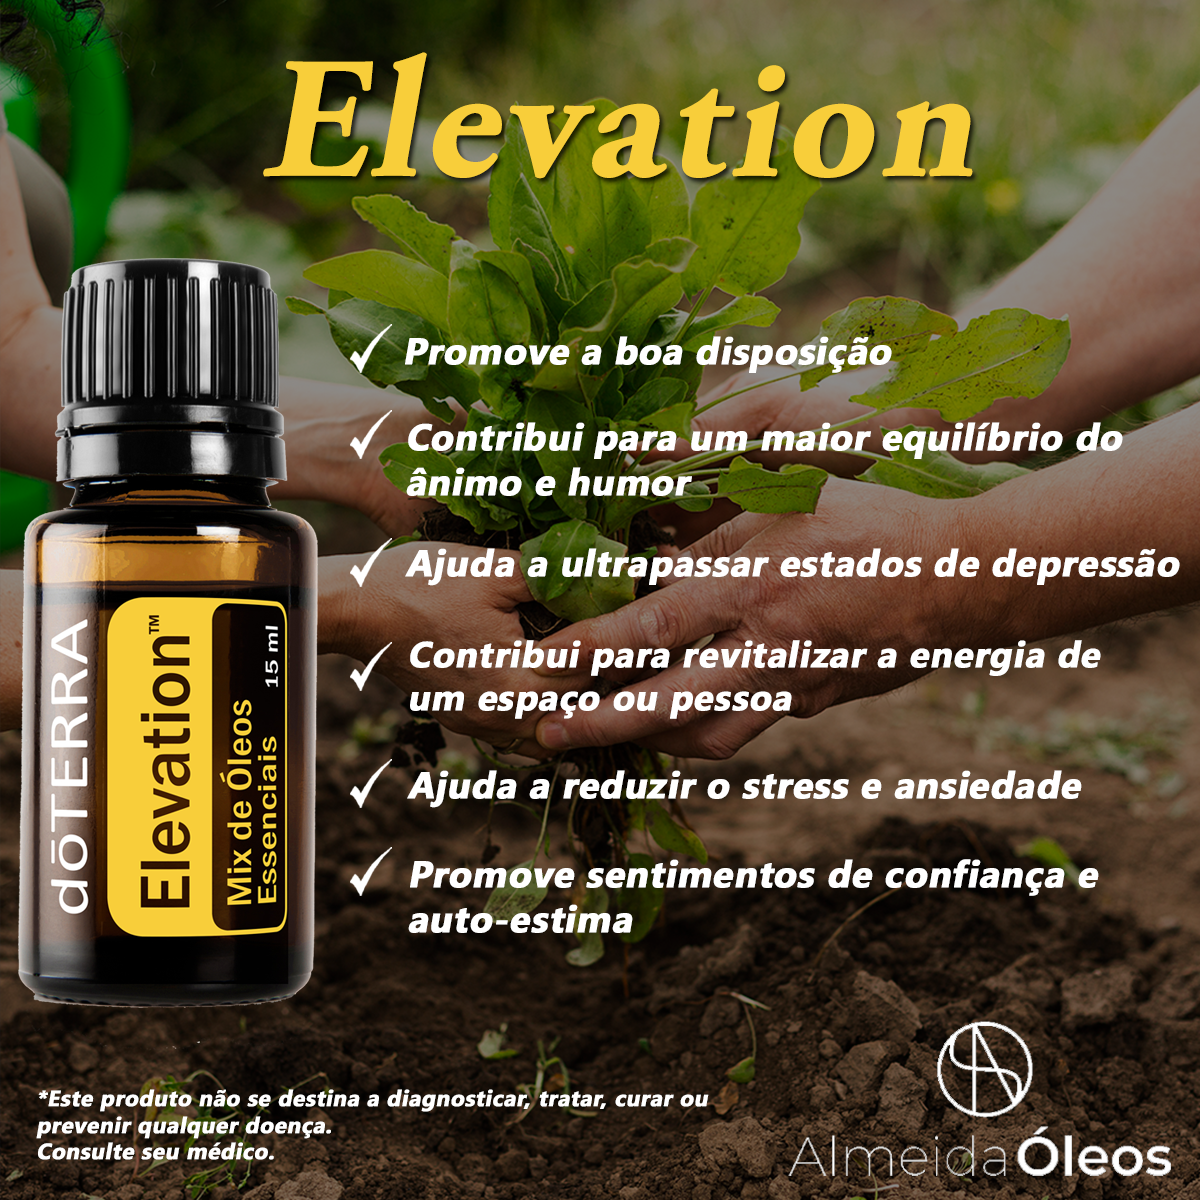 Elevation
Promove a boa disposição
Contribui para um maior equilíbrio do
ânimo e humor
Ajuda a ultrapassar estados de depressão
Contribui para revitalizar a energia de
um espaço ou pessoa
Ajuda a reduzir o stress e ansiedade
Promove sentimentos de confiança e
auto-estima
dōTERRA
Elevation™
Mix de Óleos
Essenciais 15 ml
*Este produto não se destina a diagnosticar, tratar, curar ou
prevenir qualquer doença.
Consulte seu médico.
Almeida Óleos